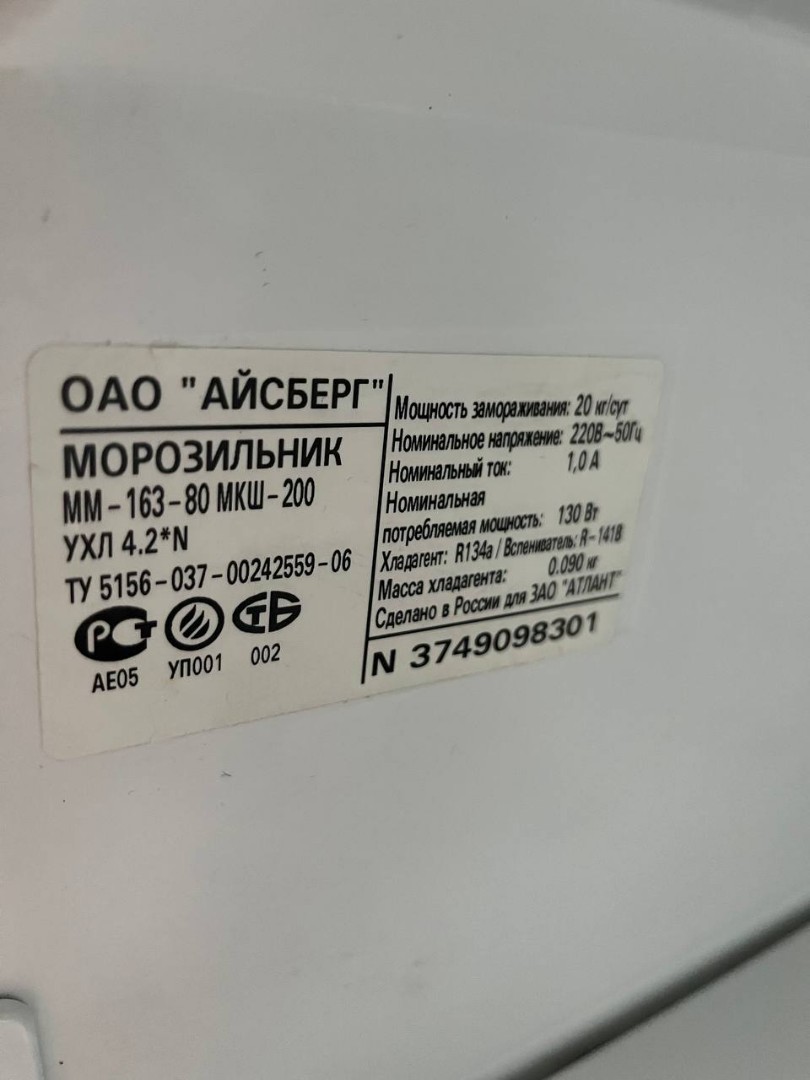 ОАО "АЙСБЕРГ"
МОРОЗИЛЬНИК
ММ-163-80 МКШ-200
УХЛ 4.2*N
ТУ 5156-037-00242559-06
РСТ
АЕ05
УП001
СТБ
002
Мощность замораживания: 20 кг/сут
Номинальное напряжение: 220В~50Гц
Номинальный ток: 1,0 А
Номинальная
потребляемая мощность: 130 Вт
Хладагент: R134a / Вспениватель: R-141B
Масса хладагента: 0.090 кг
Сделано в России для ЗАО "АТЛАНТ"
N 3749098301